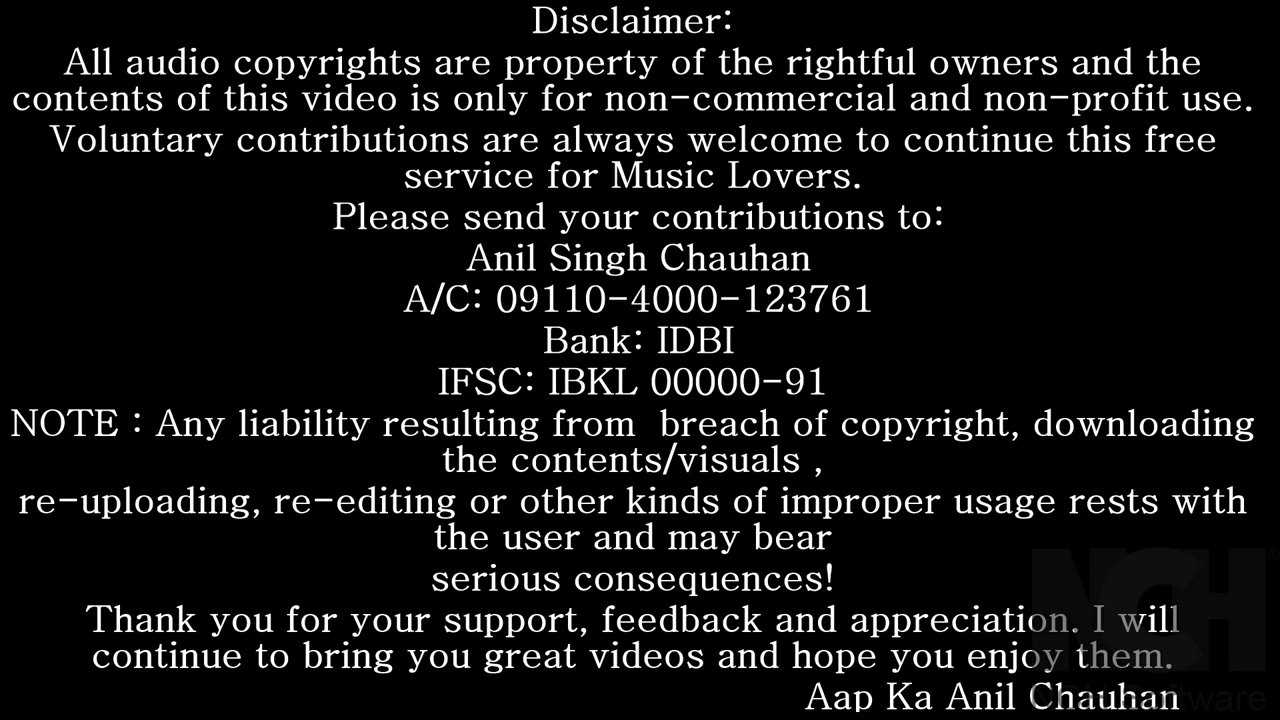 Disclaimer:
All audio copyrights are property of the rightful owners and the
contents of this video is only for non-commercial and non-profit use.
Voluntary contributions are always welcome to continue this free
service for Music Lovers.
Please send your contributions to:
Anil Singh Chauhan
A/C: 09110-4000-123761
Bank: IDBI
IFSC: IBKL 00000-91
NOTE : Any liability resulting from  breach of copyright, downloading
the contents/visuals ,
re-uploading, re-editing or other kinds of improper usage rests with
the user and may bear
serious consequences!
Thank you for your support, feedback and appreciation. I will
continue to bring you great videos and hope you enjoy them.
Aap Ka Anil Chauhan
NCH
NCH Software